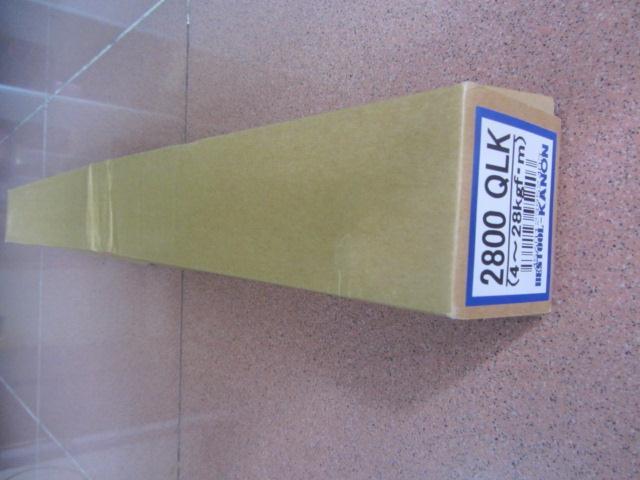 2800 QLK
(4～28kgf-m)
BESTOOL-KANON